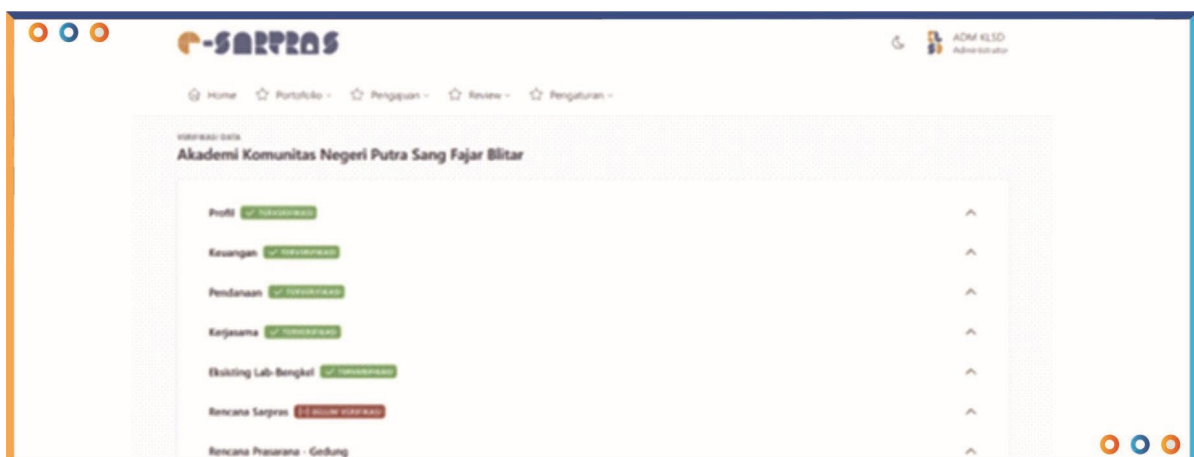 e-SARPRAS
ADM KLSD
Administrator
Home Portofolio Pengajuan Review Pengaturan
VERIFIKASI DATA
Akademi Komunitas Negeri Putra Sang Fajar Blitar
Profil TERVERIFIKASI
Keuangan TERVERIFIKASI
Pendanaan TERVERIFIKASI
Kerjasama TERVERIFIKASI
Eksisting Lab-Bengkel TERVERIFIKASI
Rencana Sarpras [-] BELUM VERIFIKASI
Rencana Prasarana - Gedung